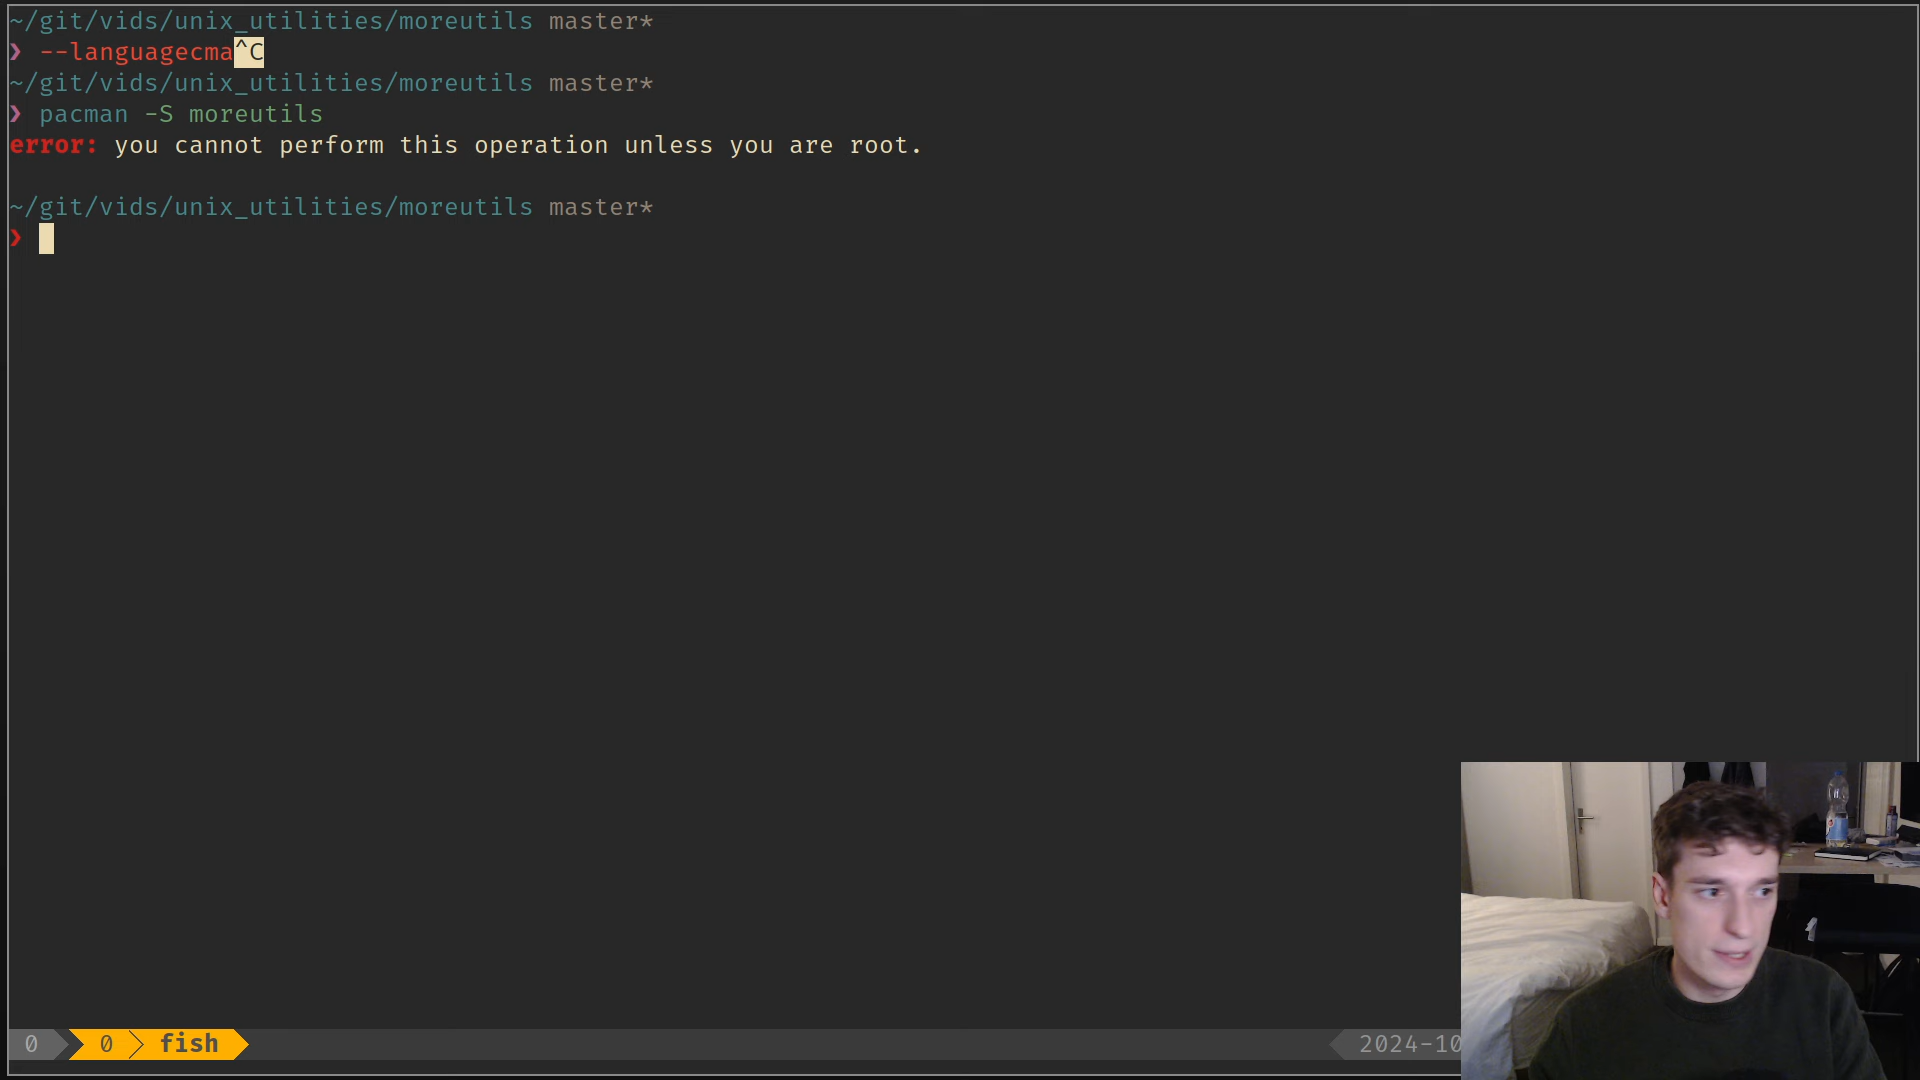 ~/git/vids/unix_utilities/moreutils master*
❯ --languagecma^C
~/git/vids/unix_utilities/moreutils master*
❯ pacman -S moreutils
error: you cannot perform this operation unless you are root.
~/git/vids/unix_utilities/moreutils master*
❯
0 0 fish 2024-10